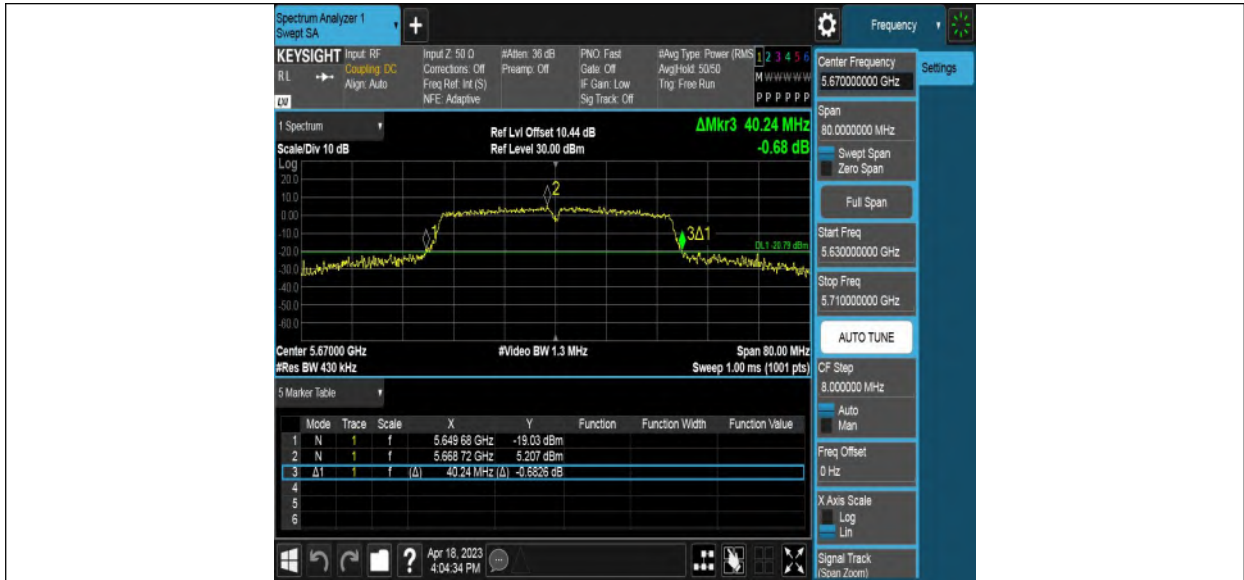 Spectrum Analyzer 1
Swept SA
Frequency
KEYSIGHT
RL
LXI
Input: RF
Coupling: DC
Align: Auto
Input Z: 50 Ω
Corrections: Off
Freq Ref: Int (S)
NFE: Adaptive
#Atten: 36 dB
Preamp: Off
PNO: Fast
Gate: Off
IF Gain: Low
Sig Track: Off
#Avg Type: Power (RMS
Avg|Hold: 50/50
Trig: Free Run
1 2 3 4 5 6
M W W W W W
P P P P P P
Center Frequency
5.670000000 GHz
Settings
Span
80.0000000 MHz
Swept Span
Zero Span
Full Span
Start Freq
5.630000000 GHz
Stop Freq
5.710000000 GHz
AUTO TUNE
CF Step
8.000000 MHz
Auto
Man
Freq Offset
0 Hz
X Axis Scale
Log
Lin
Signal Track
(Span Zoom)
1 Spectrum
Scale/Div 10 dB
Ref Lvl Offset 10.44 dB
Ref Level 30.00 dBm
ΔMkr3 40.24 MHz
-0.68 dB
Log
20.0
10.0
0.00
-10.0
-20.0
-30.0
-40.0
-50.0
-60.0
1
2
3Δ1
DL1 -20.79 dBm
Center 5.67000 GHz
#Video BW 1.3 MHz
Span 80.00 MHz
#Res BW 430 kHz
Sweep 1.00 ms (1001 pts)
5 Marker Table
Mode Trace Scale X Y Function Function Width Function Value
1 N 1 f 5.649 68 GHz -19.03 dBm
2 N 1 f 5.668 72 GHz 5.207 dBm
3 Δ1 1 f (Δ) 40.24 MHz (Δ) -0.6826 dB
4
5
6
?
Apr 18, 2023
4:04:34 PM